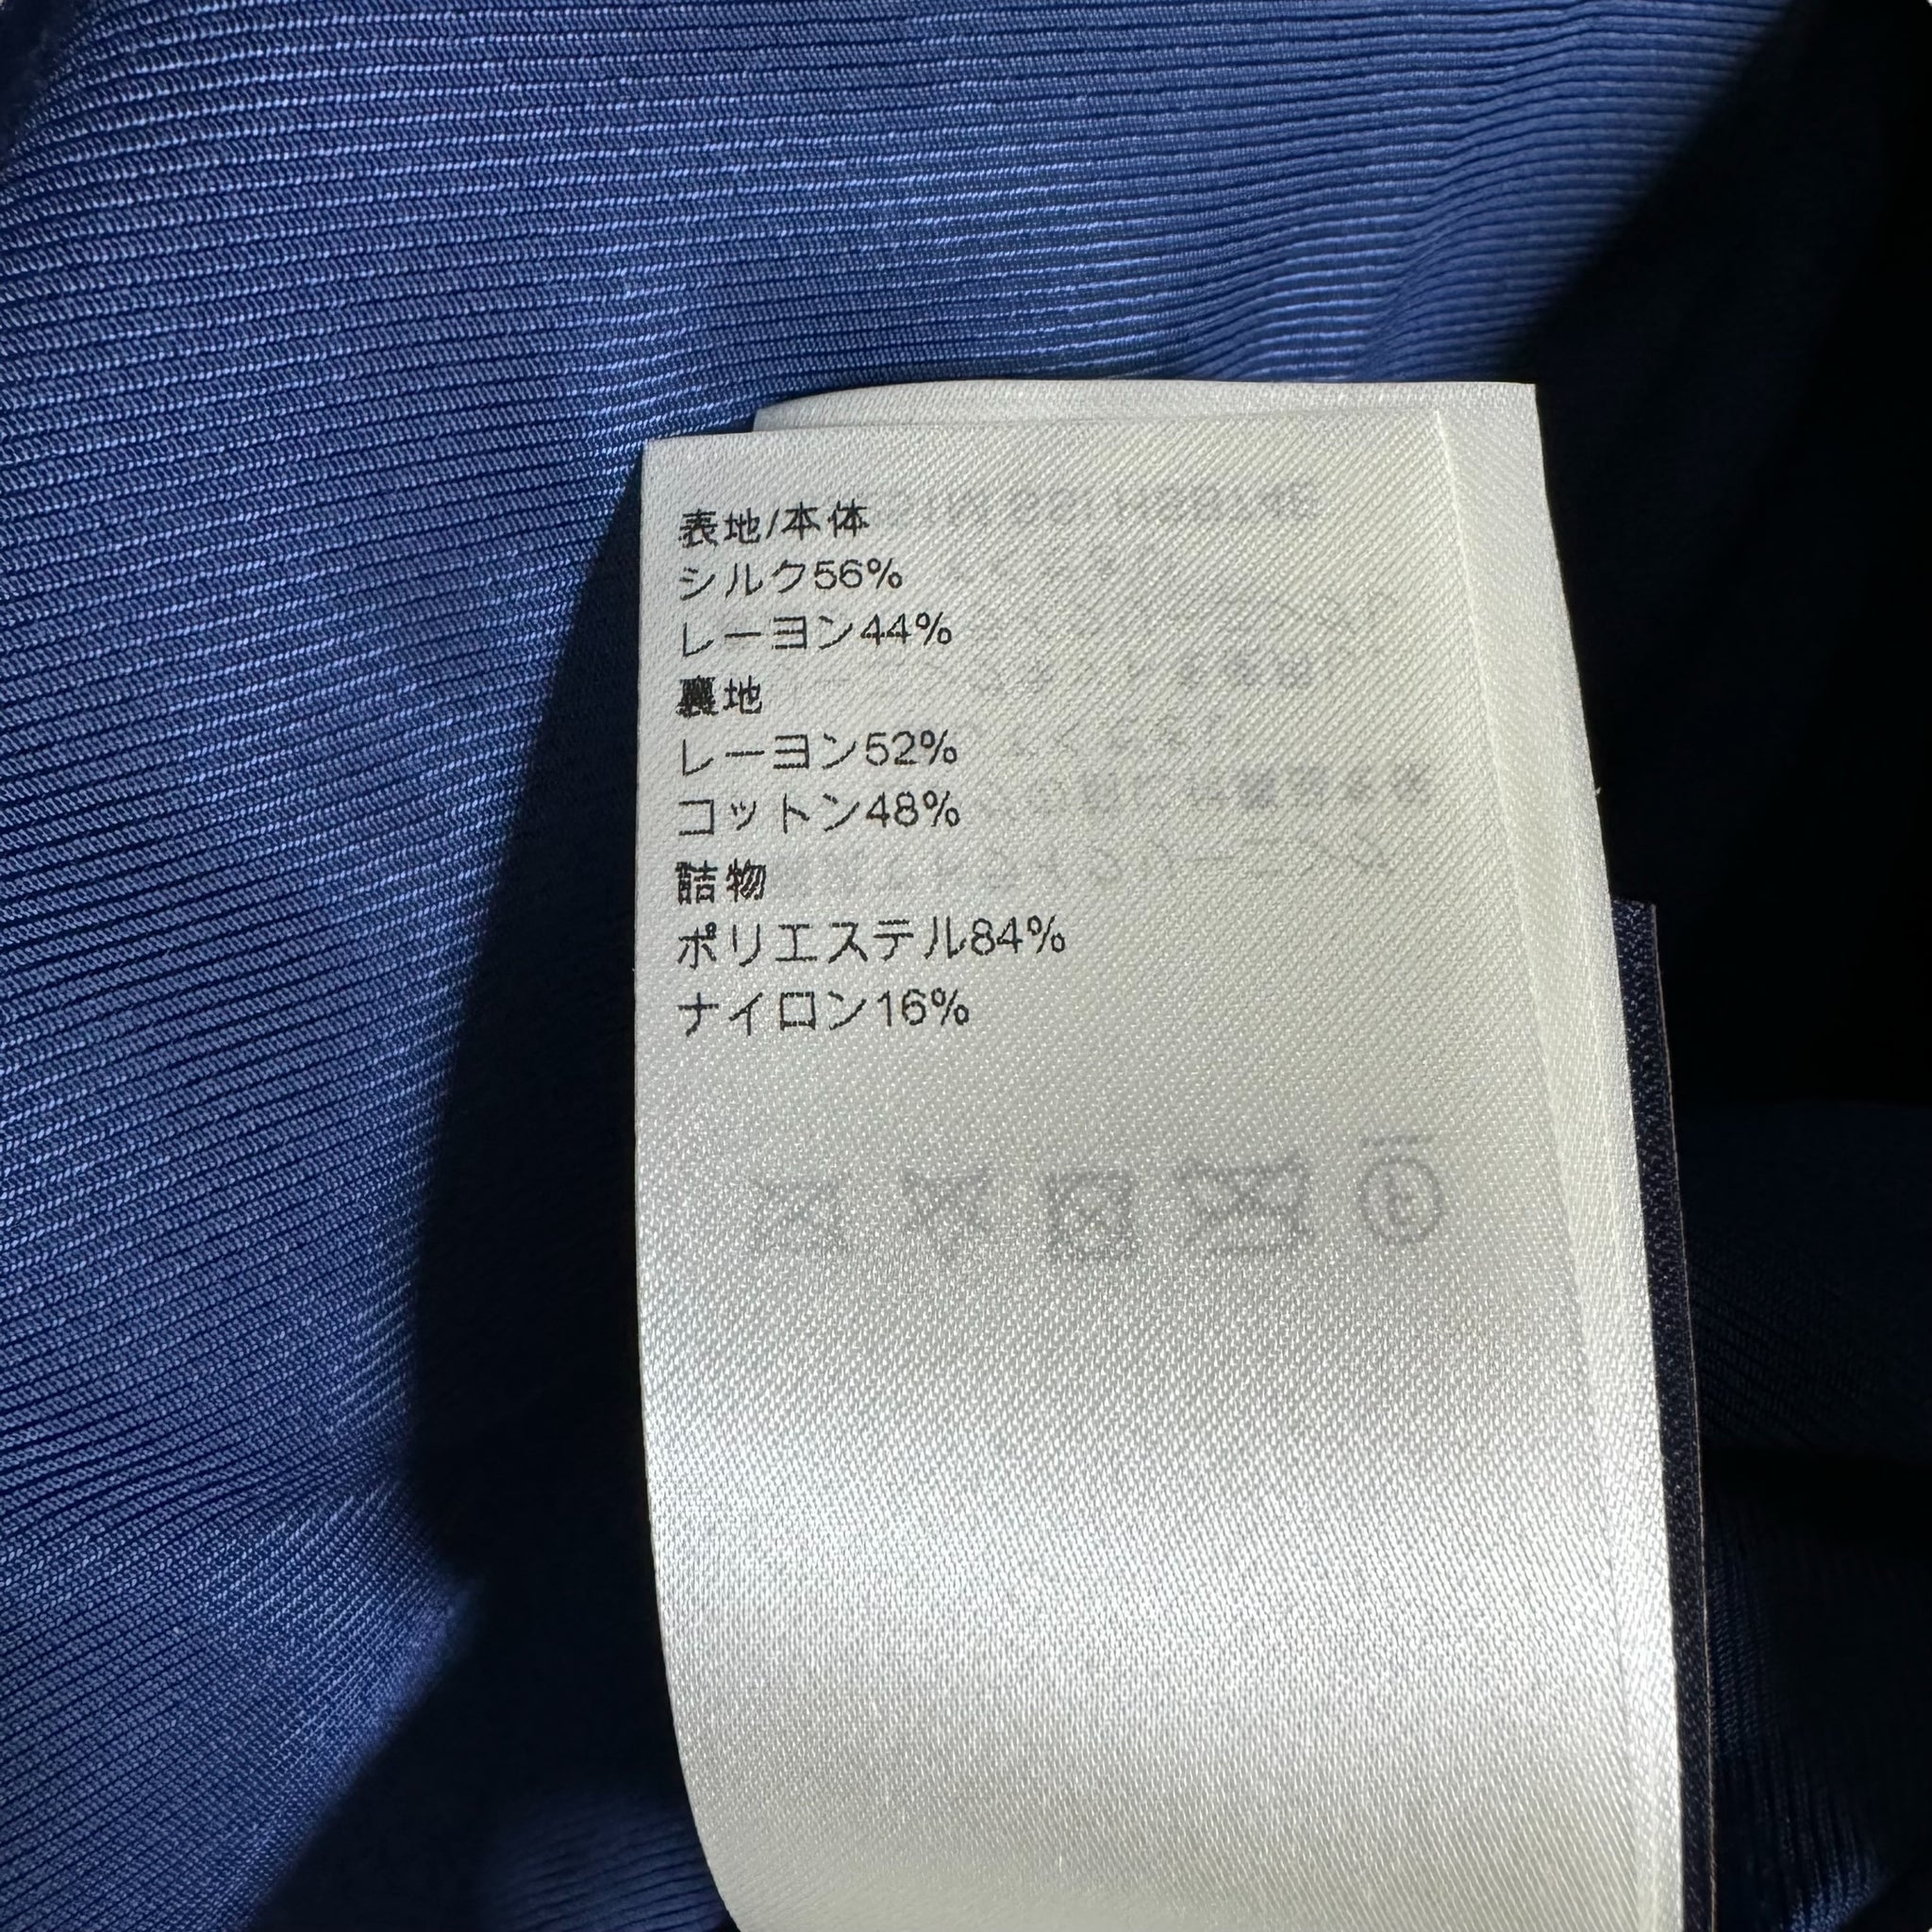 表地/本体
シルク56%
レーヨン44%
裏地
レーヨン52%
コットン48%
詰物
ポリエステル84%
ナイロン16%